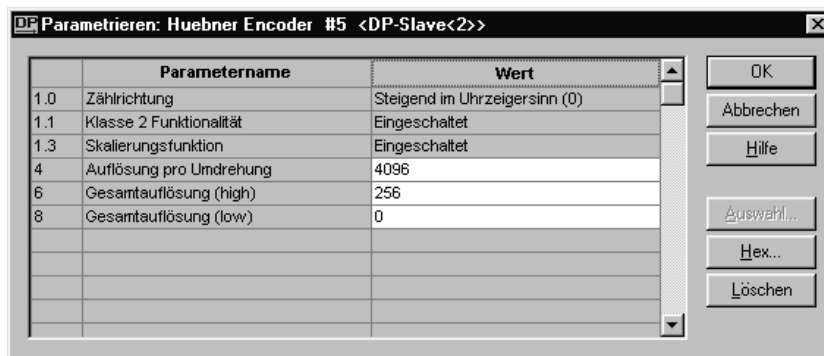 DP Parametrieren: Huebner Encoder #5 <DP-Slave<2>>
Parametername Wert
1.0 Zählrichtung Steigend im Uhrzeigersinn (0)
1.1 Klasse 2 Funktionalität Eingeschaltet
1.3 Skalierungsfunktion Eingeschaltet
4 Auflösung pro Umdrehung 4096
6 Gesamtauflösung (high) 256
8 Gesamtauflösung (low) 0
OK
Abbrechen
Hilfe
Auswahl...
Hex...
Löschen